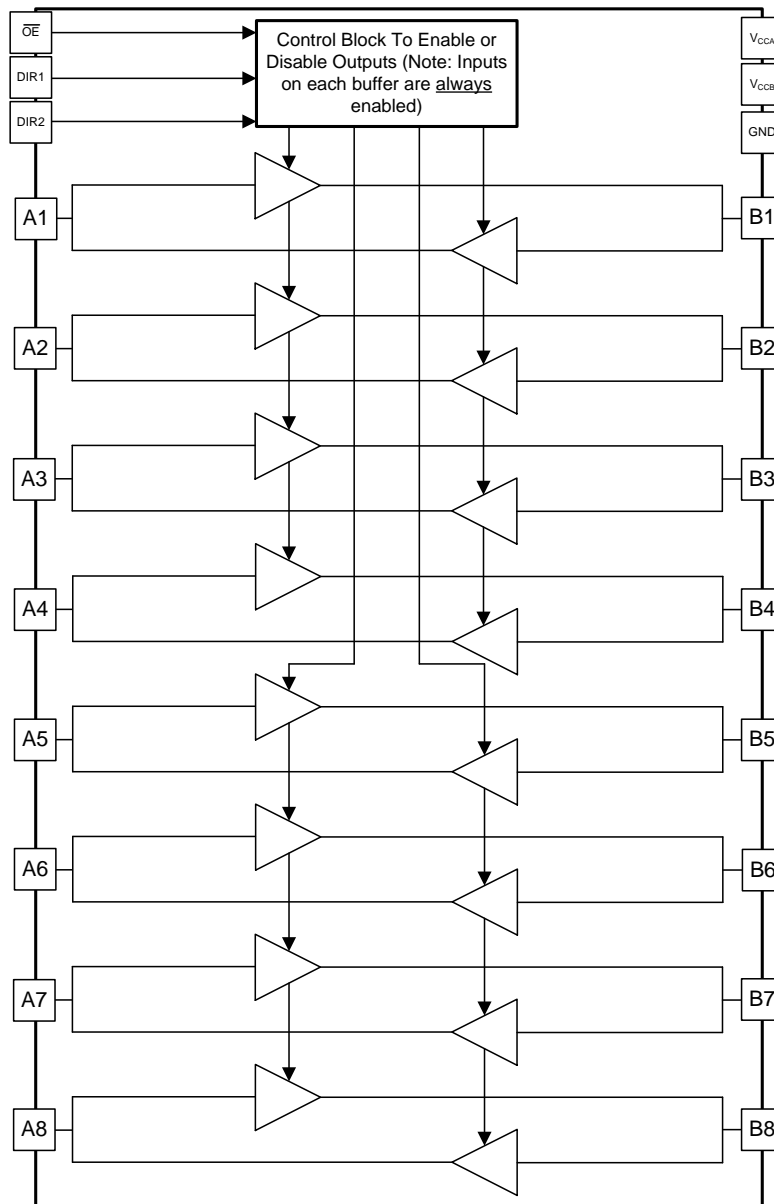 OE
DIR1
DIR2
Control Block To Enable or
Disable Outputs (Note: Inputs
on each buffer are always
enabled)
VCCA
VCCB
GND
A1
B1
A2
B2
A3
B3
A4
B4
A5
B5
A6
B6
A7
B7
A8
B8